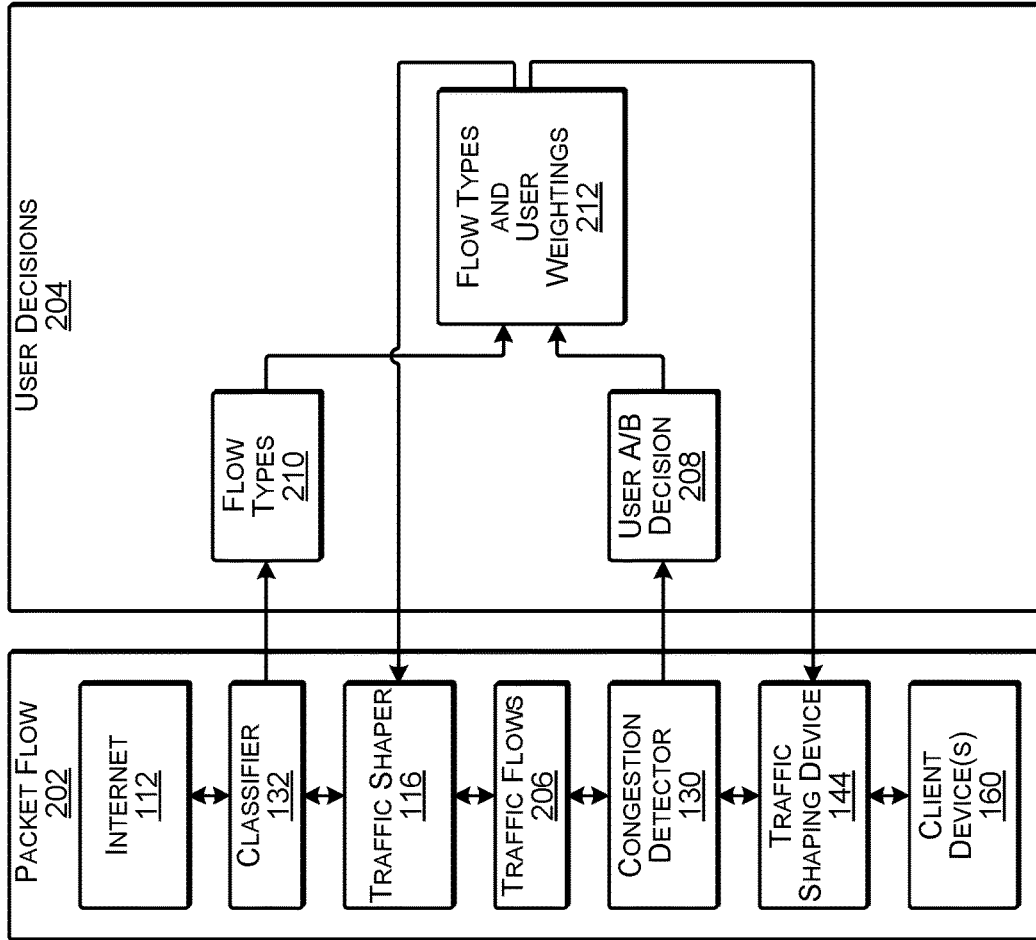 PACKET FLOW
202
INTERNET
112
CLASSIFIER
132
TRAFFIC SHAPER
116
TRAFFIC FLOWS
206
CONGESTION
DETECTOR
130
TRAFFIC
SHAPING DEVICE
144
CLIENT
DEVICE(S)
160
USER DECISIONS
204
FLOW
TYPES
210
USER A/B
DECISION
208
FLOW TYPES
AND
USER
WEIGHTINGS
212